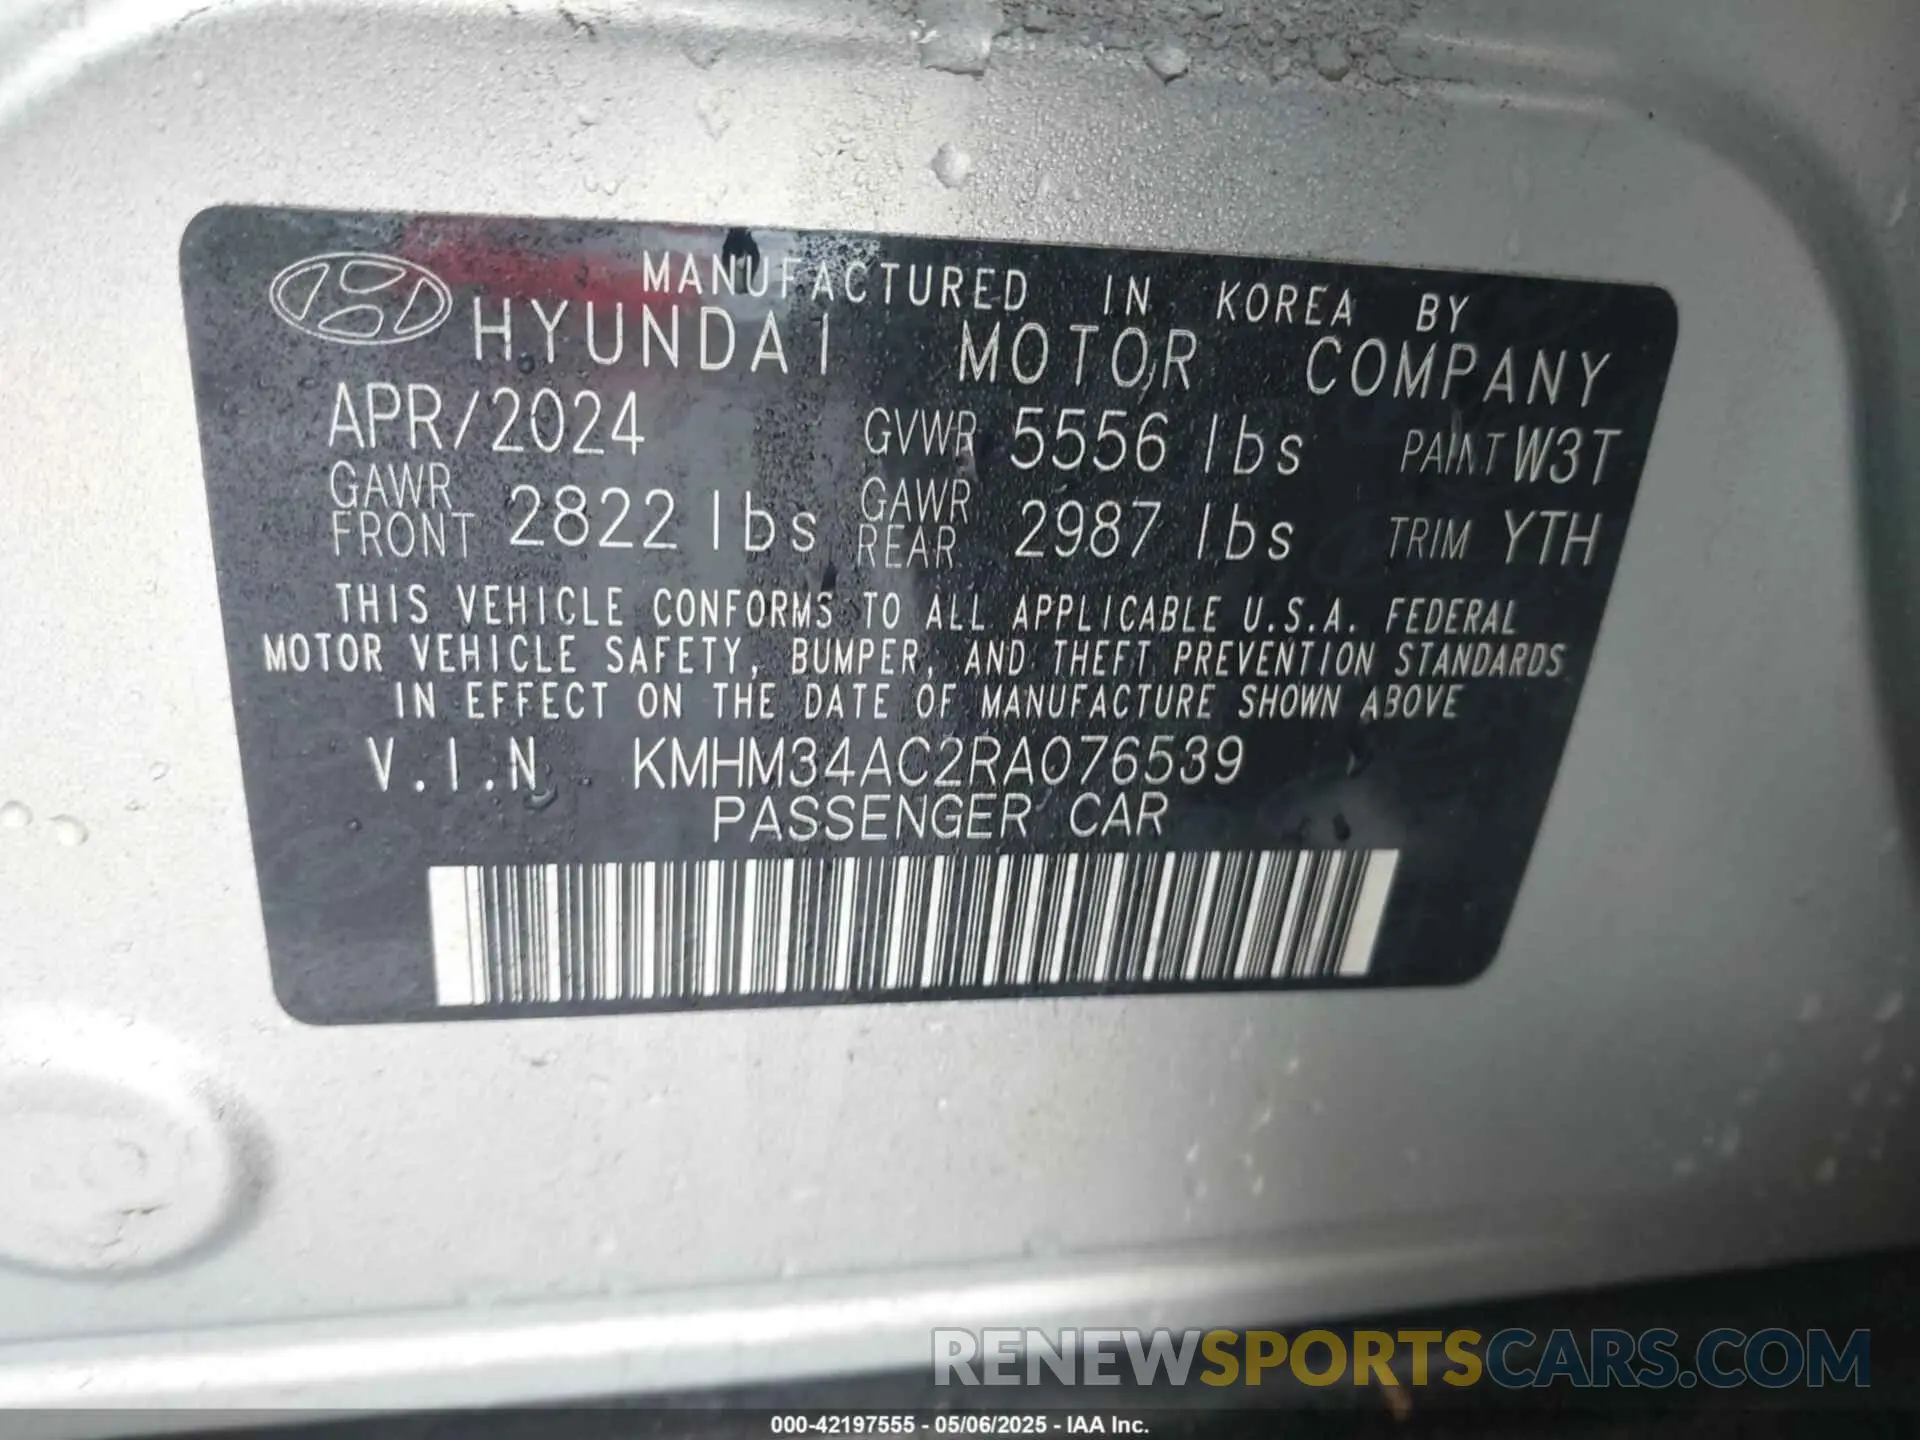 MANUFACTURED IN KOREA BY
HYUNDAI MOTOR COMPANY
APR/2024 GVWR 5556 lbs PAINT W3T
GAWR FRONT 2822 lbs GAWR REAR 2987 lbs TRIM YTH
THIS VEHICLE CONFORMS TO ALL APPLICABLE U.S.A. FEDERAL
MOTOR VEHICLE SAFETY, BUMPER, AND THEFT PREVENTION STANDARDS
IN EFFECT ON THE DATE OF MANUFACTURE SHOWN ABOVE
V.I.N KMHM34AC2RA076539
PASSENGER CAR
RENEWSPORTSCARS.COM
000-42197555 - 05/06/2025 - IAA Inc.